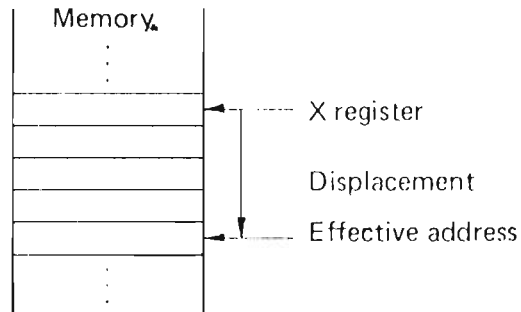 Memory
X register
Displacement
Effective address